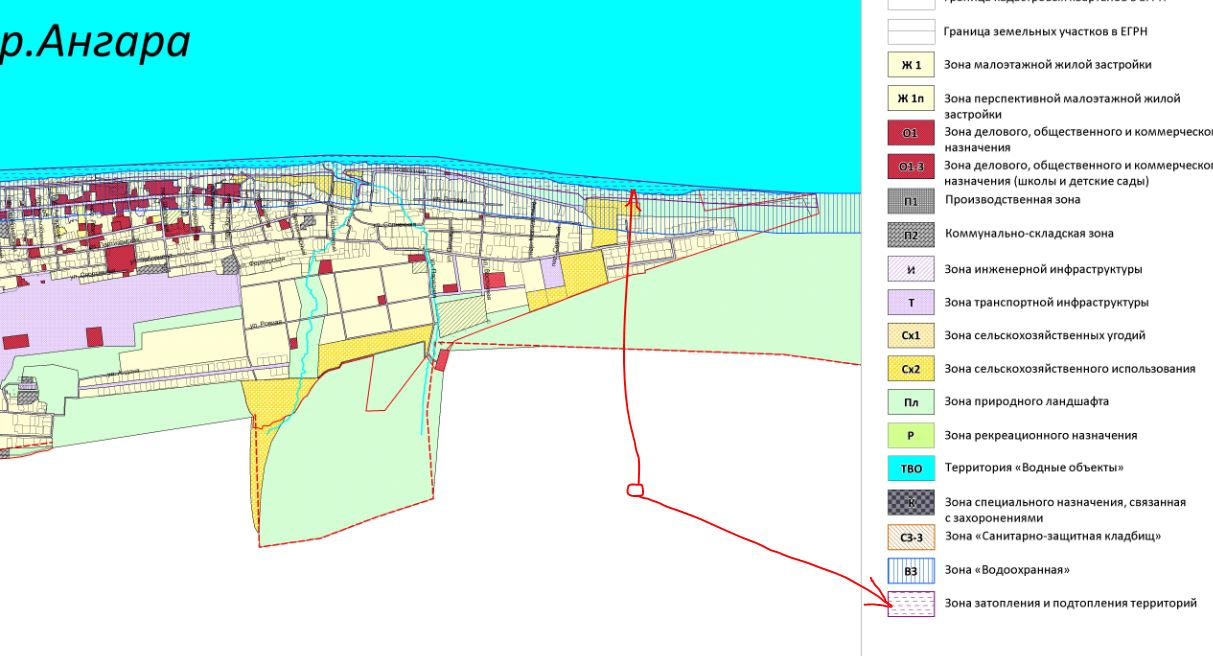 р.Ангара
Граница земельных участков в ЕГРН
Ж 1 Зона малоэтажной жилой застройки
Ж 1п Зона перспективной малоэтажной жилой
застройки
О1 Зона делового, общественного и коммерческо
назначения
О1-3 Зона делового, общественного и коммерческо
назначения (школы и детские сады)
П1 Производственная зона
П2 Коммунально-складская зона
И Зона инженерной инфраструктуры
Т Зона транспортной инфраструктуры
Сх1 Зона сельскохозяйственных угодий
Сх2 Зона сельскохозяйственного использования
Пл Зона природного ландшафта
Р Зона рекреационного назначения
ТВО Территория «Водные объекты»
К Зона специального назначения, связанная
с захоронениями
СЗ-3 Зона «Санитарно-защитная кладбищ»
ВЗ Зона «Водоохранная»
Зона затопления и подтопления территорий
ул. Солнечная
ул. Ровная